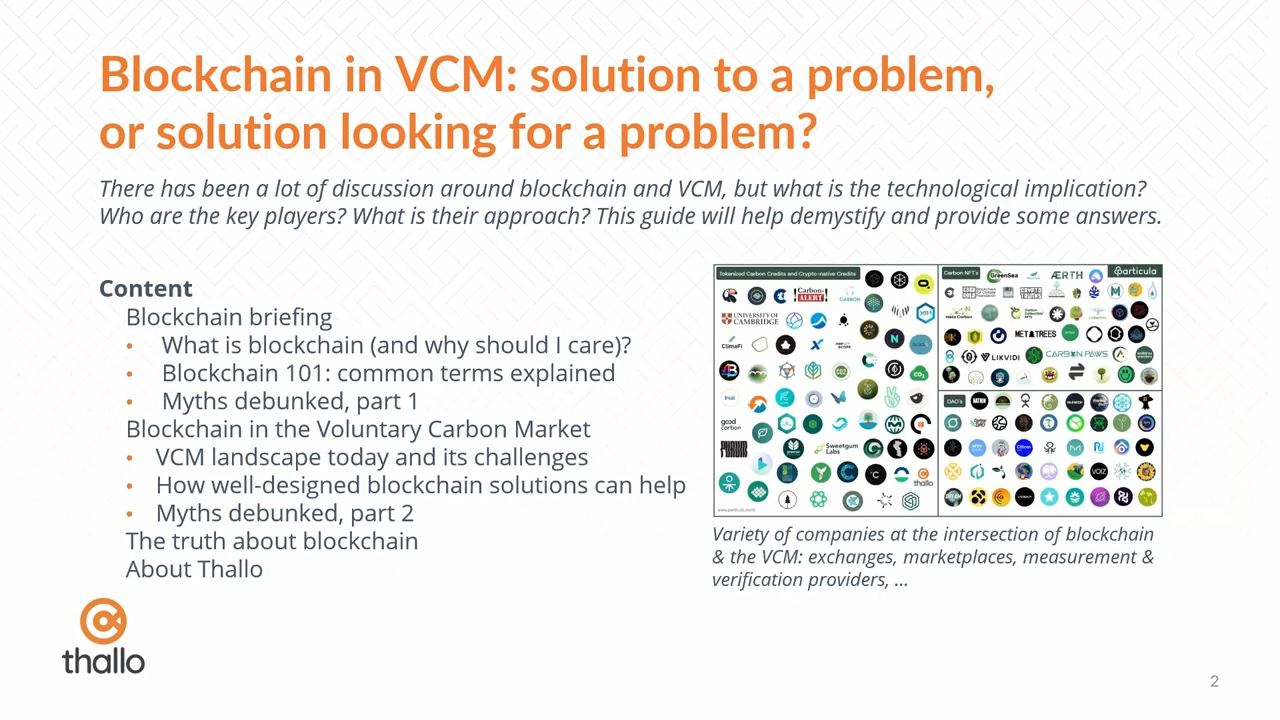 Blockchain in VCM: solution to a problem,
or solution looking for a problem?
There has been a lot of discussion around blockchain and VCM, but what is the technological implication?
Who are the key players? What is their approach? This guide will help demystify and provide some answers.
Content
Blockchain briefing
• What is blockchain (and why should I care)?
• Blockchain 101: common terms explained
• Myths debunked, part 1
Blockchain in the Voluntary Carbon Market
• VCM landscape today and its challenges
• How well-designed blockchain solutions can help
• Myths debunked, part 2
The truth about blockchain
About Thallo
Tokenized Carbon Credits and Crypto-native Credits
Carbon-
ALERT
UNIVERSITY OF
CAMBRIDGE
ClimaFi
good
carbon
Sweetgum
Labs
thallo
Carbon NFT's
GreenSea
ÆRTH
particula
METATREES
LIKVIDI
CARBON PAWS
DAO's
VOIZ
Variety of companies at the intersection of blockchain
& the VCM: exchanges, marketplaces, measurement &
verification providers, ...
thallo
2